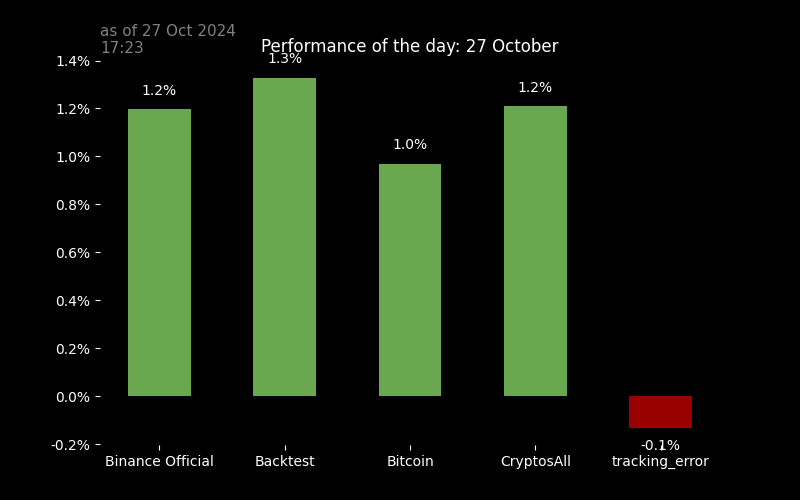 as of 27 Oct 2024
17:23
Performance of the day: 27 October
1.4%
1.2%
1.0%
0.8%
0.6%
0.4%
0.2%
0.0%
-0.2%
1.2%
1.3%
1.0%
1.2%
-0.1%
Binance Official
Backtest
Bitcoin
CryptosAll
tracking_error